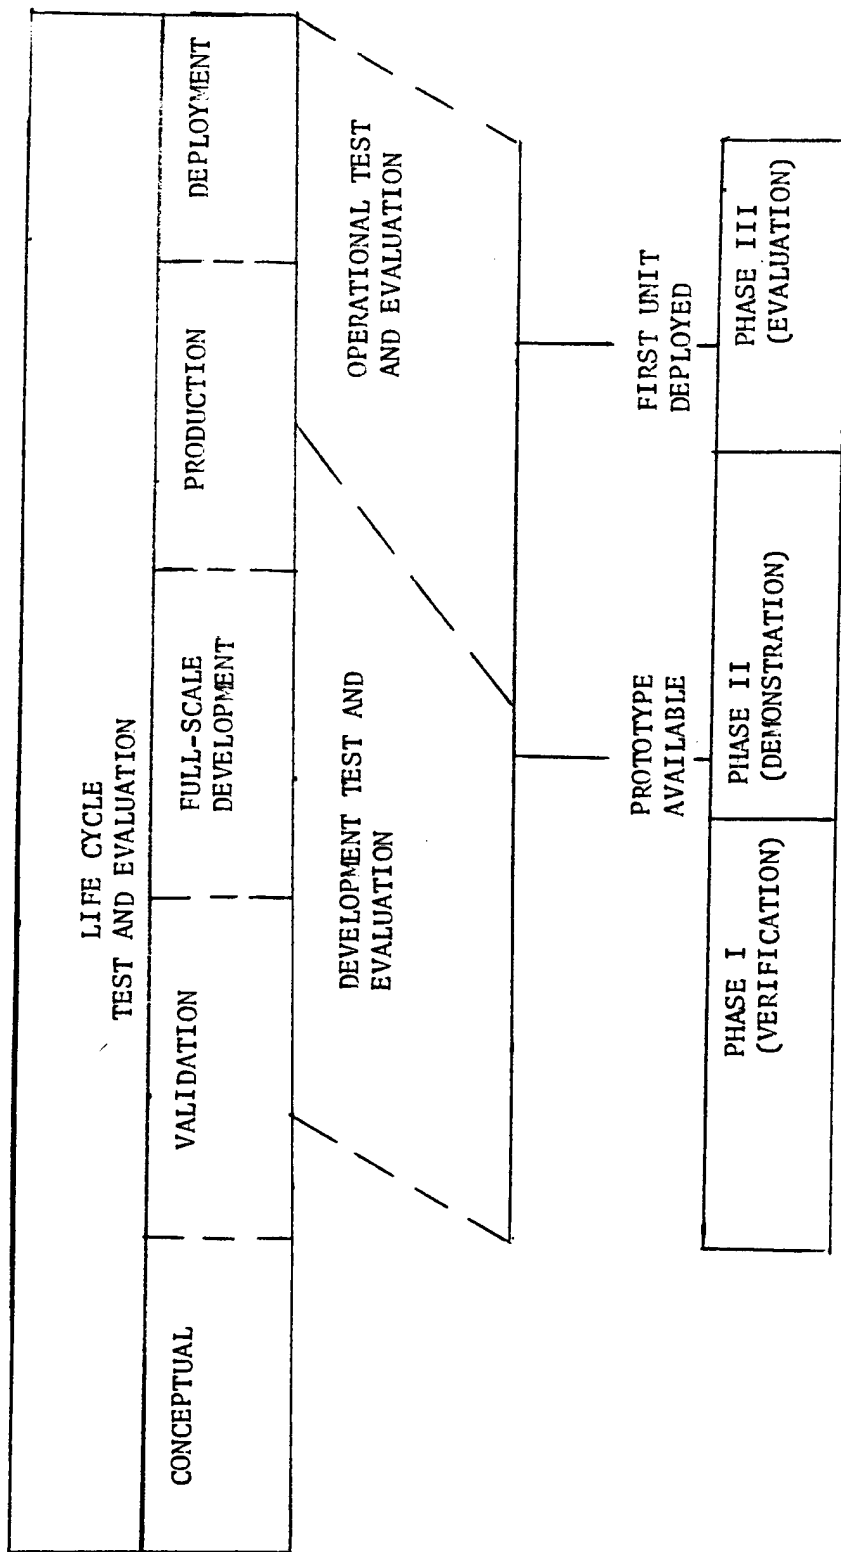 LIFE CYCLE
TEST AND EVALUATION
CONCEPTUAL
VALIDATION
FULL-SCALE
DEVELOPMENT
PRODUCTION
DEPLOYMENT
DEVELOPMENT TEST AND
EVALUATION
OPERATIONAL TEST
AND EVALUATION
PROTOTYPE
AVAILABLE
FIRST UNIT
DEPLOYED
PHASE I
(VERIFICATION)
PHASE II
(DEMONSTRATION)
PHASE III
(EVALUATION)